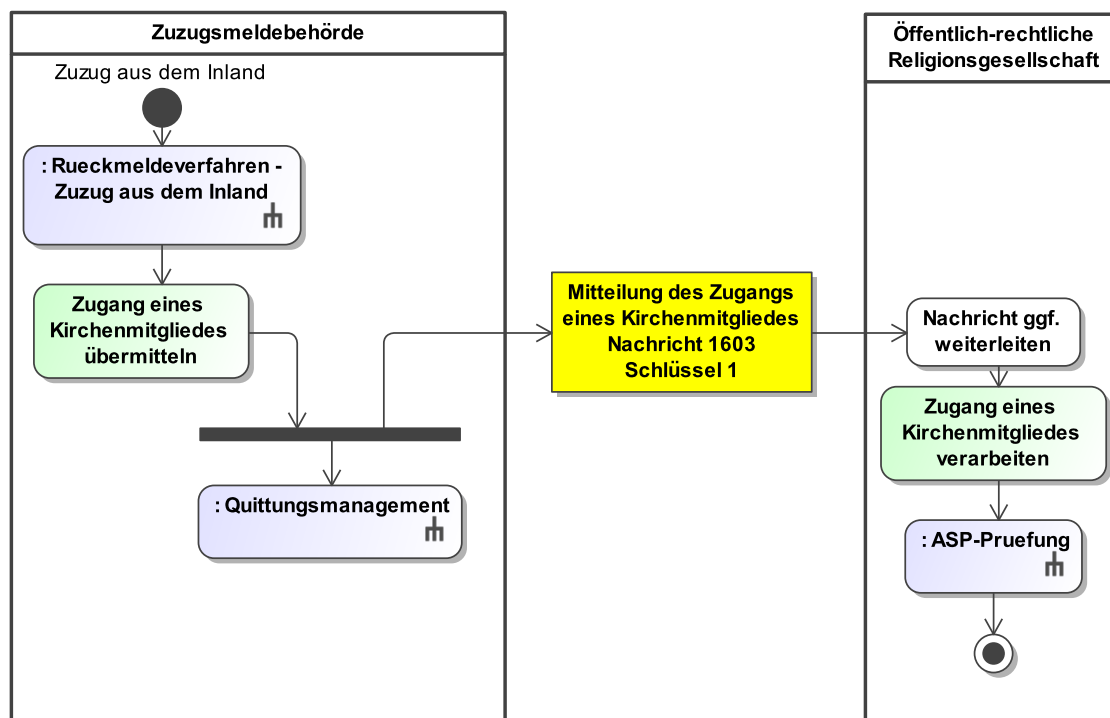 Zuzugsmeldebehörde
Zuzug aus dem Inland
: Rueckmeldeverfahren -
Zuzug aus dem Inland
Zugang eines
Kirchenmitgliedes
übermitteln
: Quittungsmanagement
Mitteilung des Zugangs
eines Kirchenmitgliedes
Nachricht 1603
Schlüssel 1
Öffentlich-rechtliche
Religionsgesellschaft
Nachricht ggf.
weiterleiten
Zugang eines
Kirchenmitgliedes
verarbeiten
: ASP-Pruefung